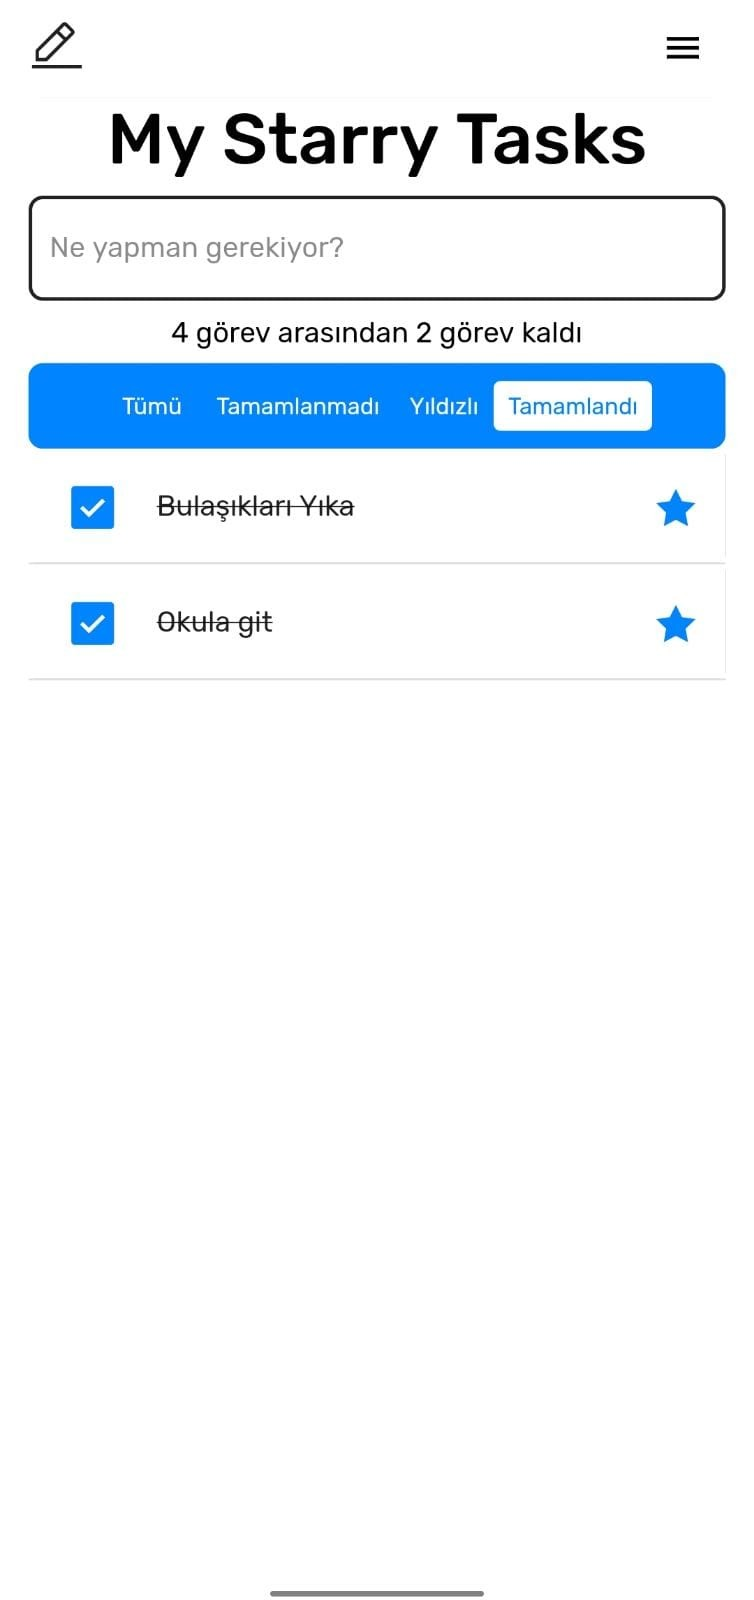 My Starry Tasks
Ne yapman gerekiyor?
4 görev arasından 2 görev kaldı
Tümü Tamamlanmadı Yıldızlı Tamamlandı
Bulaşıkları Yıka
Okula git